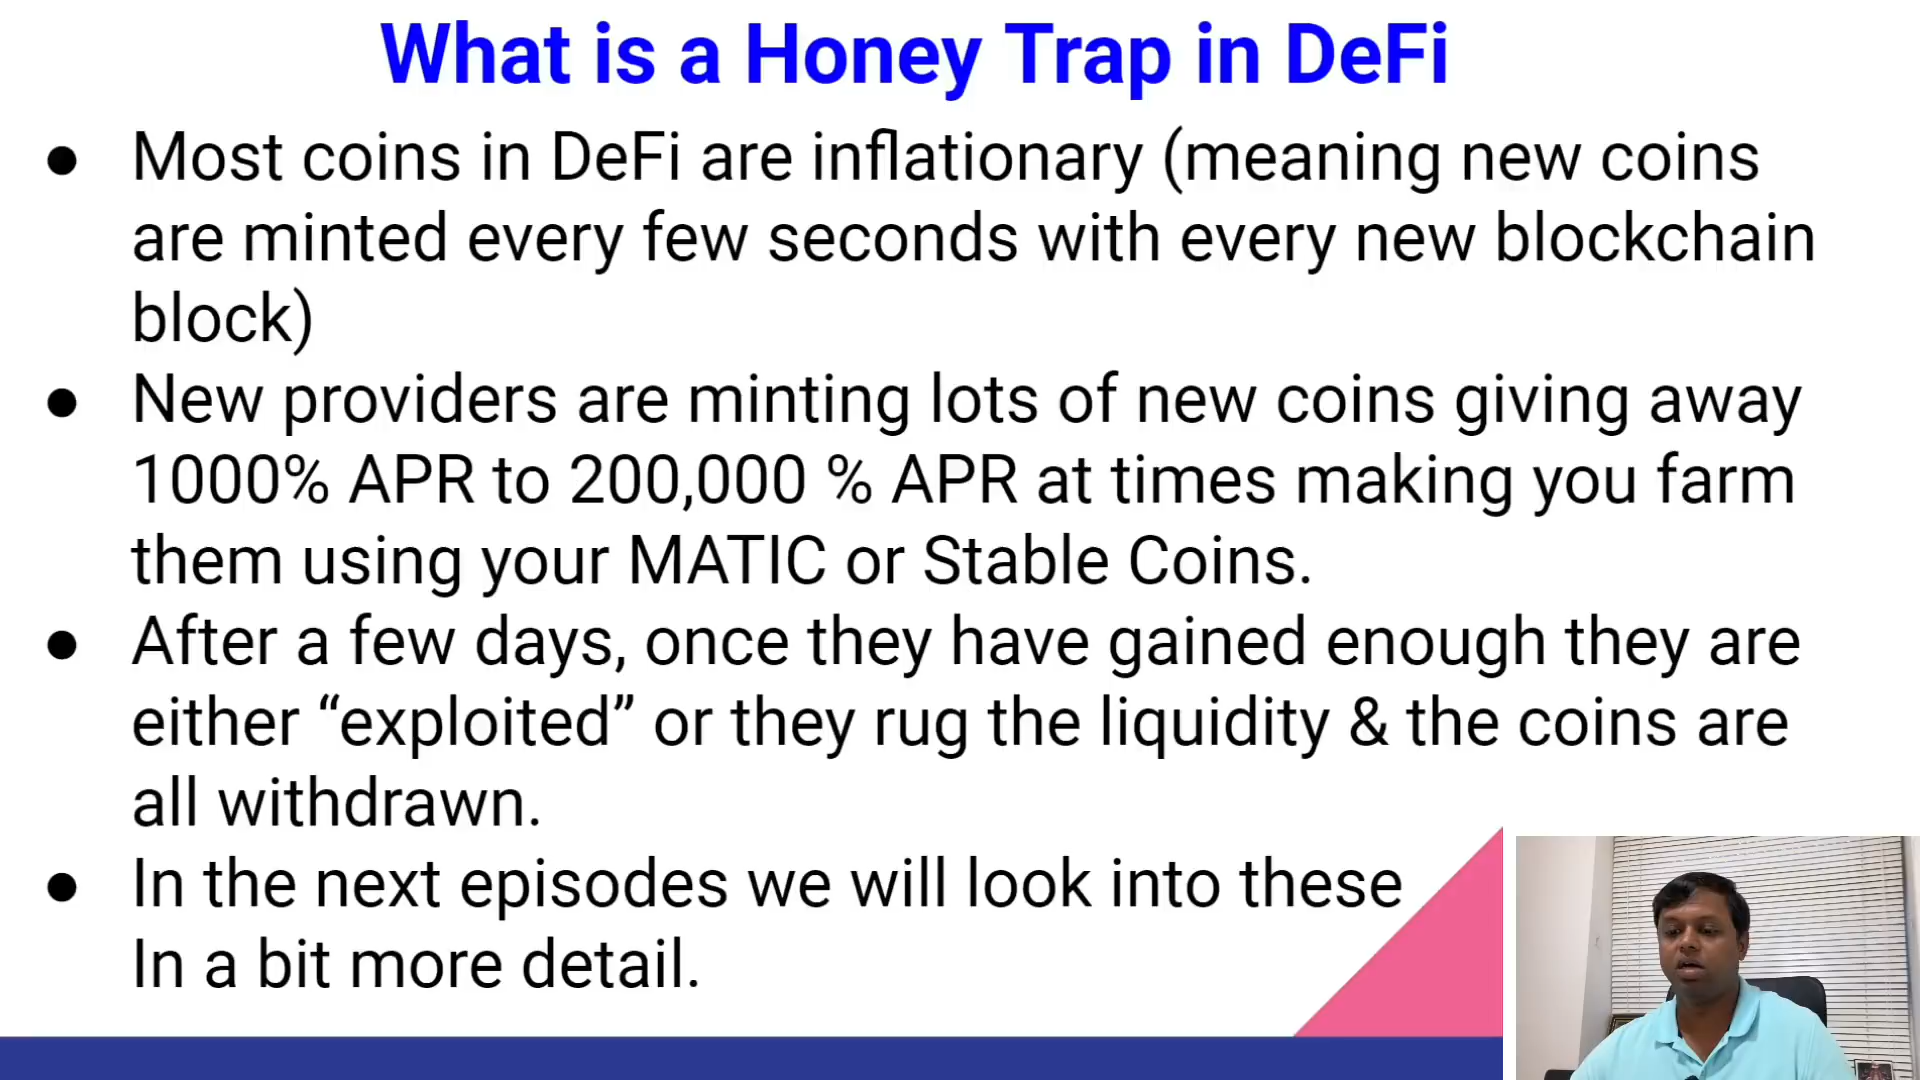 What is a Honey Trap in DeFi
● Most coins in DeFi are inflationary (meaning new coins
are minted every few seconds with every new blockchain
block)
● New providers are minting lots of new coins giving away
1000% APR to 200,000 % APR at times making you farm
them using your MATIC or Stable Coins.
● After a few days, once they have gained enough they are
either “exploited” or they rug the liquidity & the coins are
all withdrawn.
● In the next episodes we will look into these
In a bit more detail.